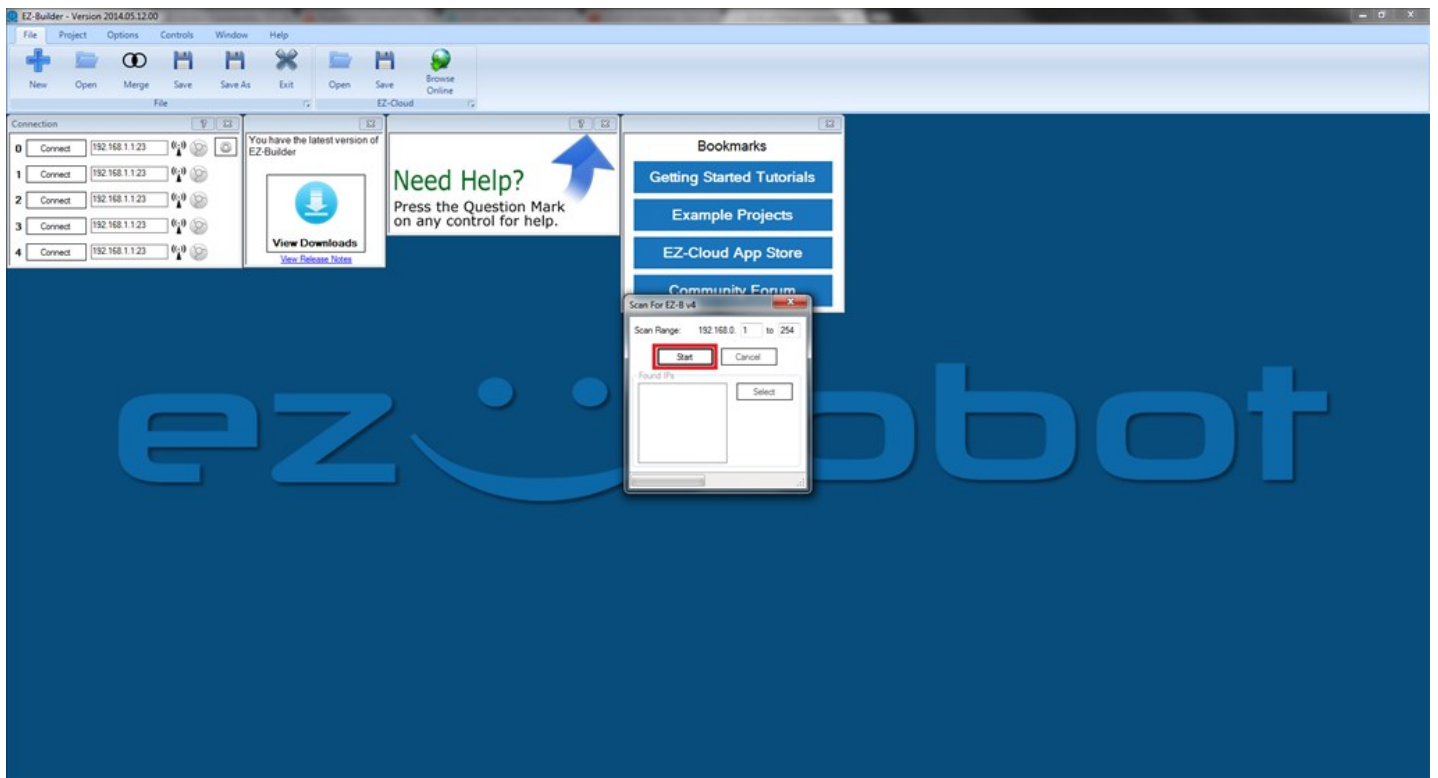 EZ-Builder - Version 2014.05.12.00
File Project Options Controls Window Help
New Open Merge Save Save As Exit Open Save Browse Online
File EZ-Cloud
Connection
0 Connect 192.168.1.1:23
1 Connect 192.168.1.1:23
2 Connect 192.168.1.1:23
3 Connect 192.168.1.1:23
4 Connect 192.168.1.1:23
You have the latest version of
EZ-Builder
View Downloads
View Release Notes
Need Help?
Press the Question Mark
on any control for help.
Bookmarks
Getting Started Tutorials
Example Projects
EZ-Cloud App Store
Community Forum
Scan For EZ-B v4
Scan Range: 192.168.0. 1 to 254
Start Cancel
Found IPs
Select
ez robot